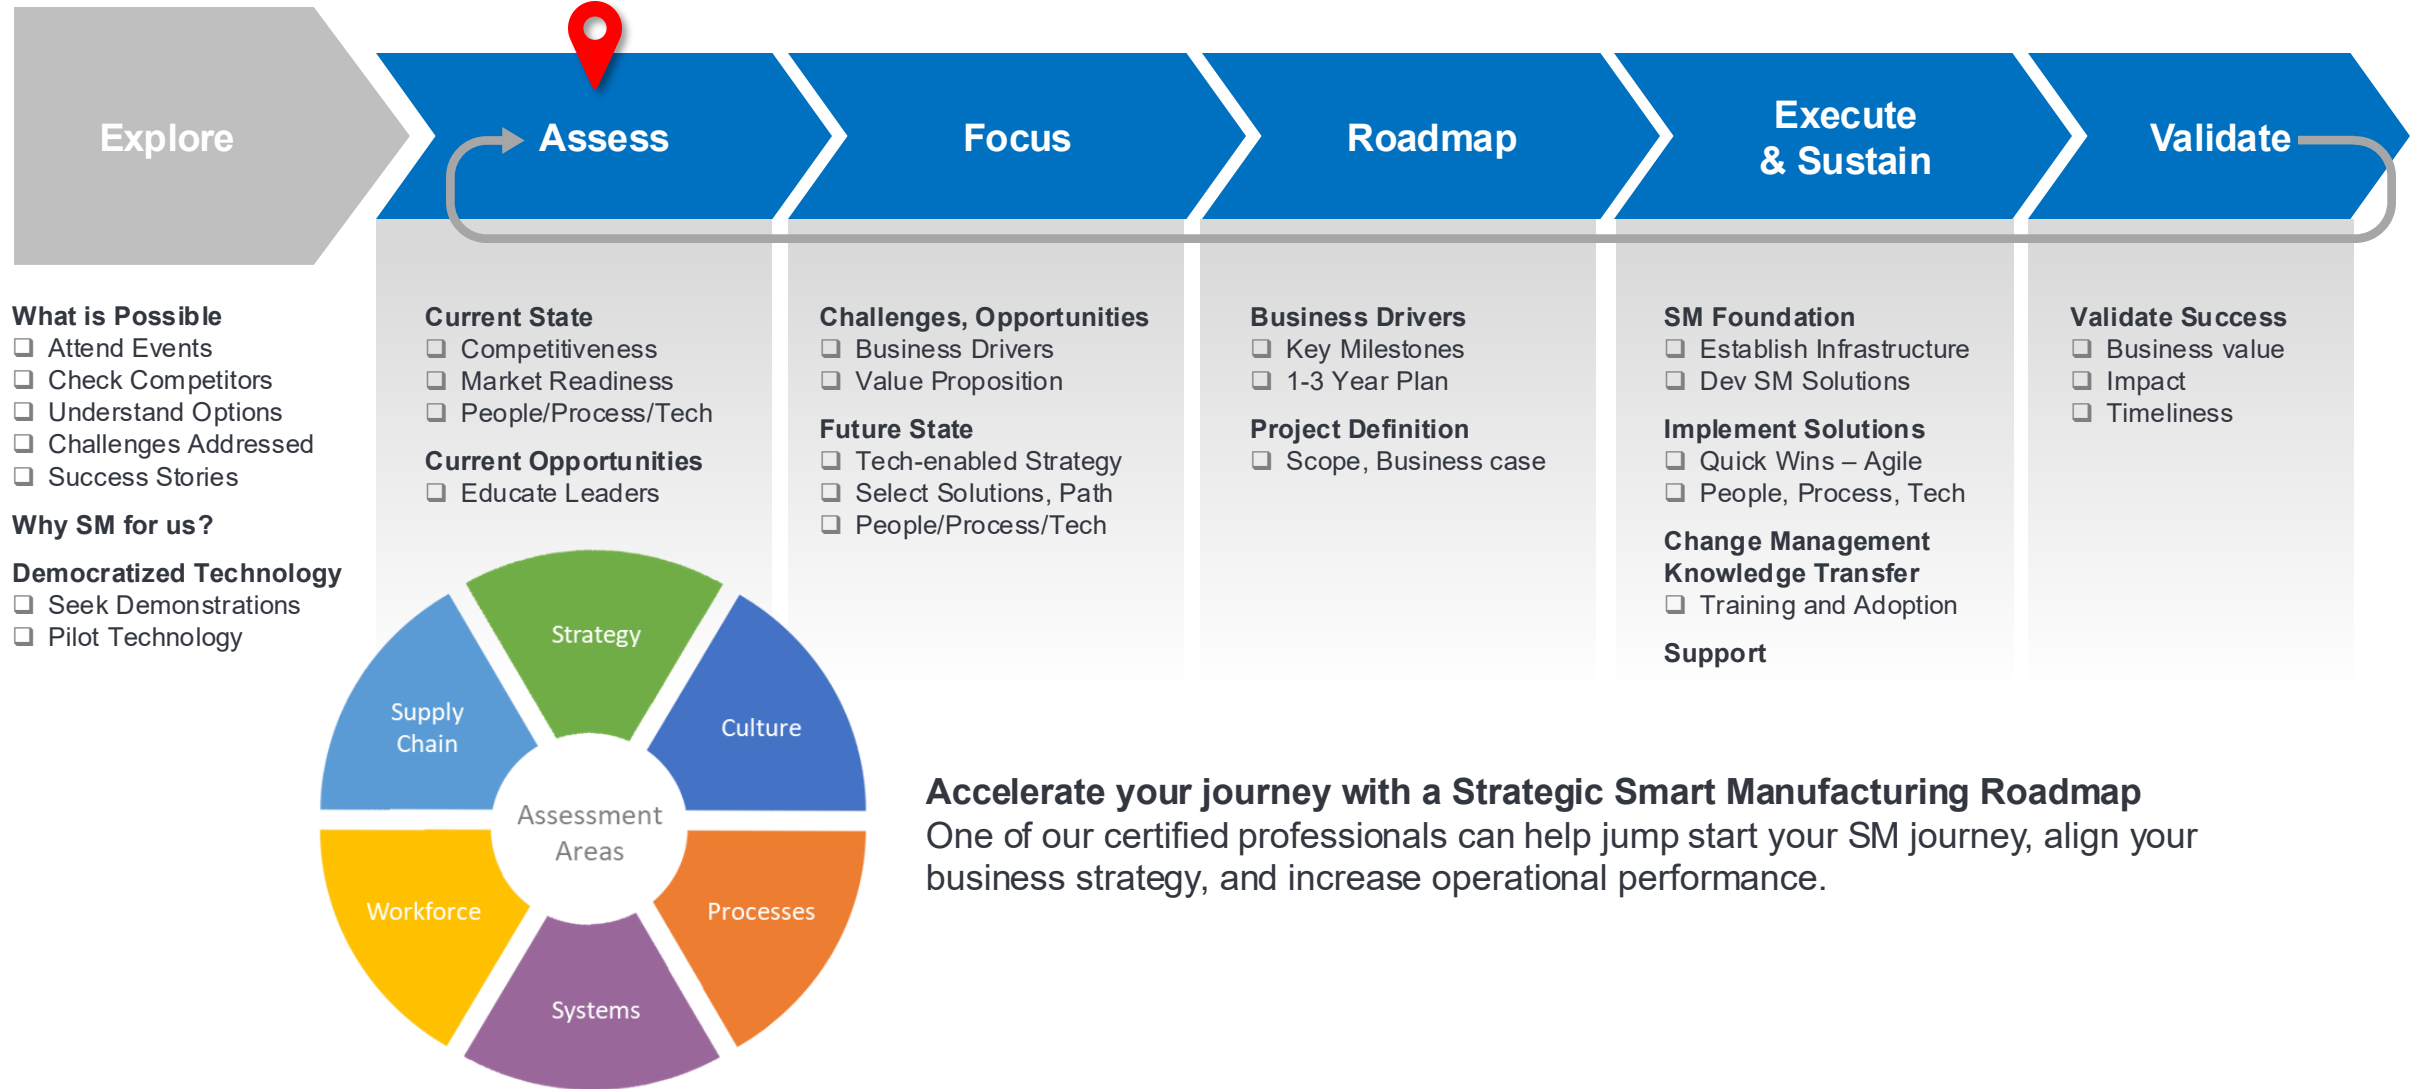 Explore
Assess
Focus
Roadmap
Execute
& Sustain
Validate
What is Possible
Attend Events
Check Competitors
Understand Options
Challenges Addressed
Success Stories
Why SM for us?
Democratized Technology
Seek Demonstrations
Pilot Technology
Current State
Competitiveness
Market Readiness
People/Process/Tech
Current Opportunities
Educate Leaders
Challenges, Opportunities
Business Drivers
Value Proposition
Future State
Tech-enabled Strategy
Select Solutions, Path
People/Process/Tech
Business Drivers
Key Milestones
1-3 Year Plan
Project Definition
Scope, Business case
SM Foundation
Establish Infrastructure
Dev SM Solutions
Implement Solutions
Quick Wins – Agile
People, Process, Tech
Change Management
Knowledge Transfer
Training and Adoption
Support
Validate Success
Business value
Impact
Timeliness
Strategy
Culture
Processes
Systems
Workforce
Supply
Chain
Assessment
Areas
Accelerate your journey with a Strategic Smart Manufacturing Roadmap
One of our certified professionals can help jump start your SM journey, align your
business strategy, and increase operational performance.